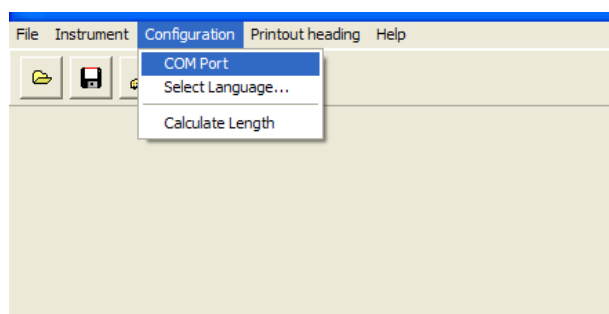 File Instrument Configuration Printout heading Help
COM Port
Select Language...
Calculate Length